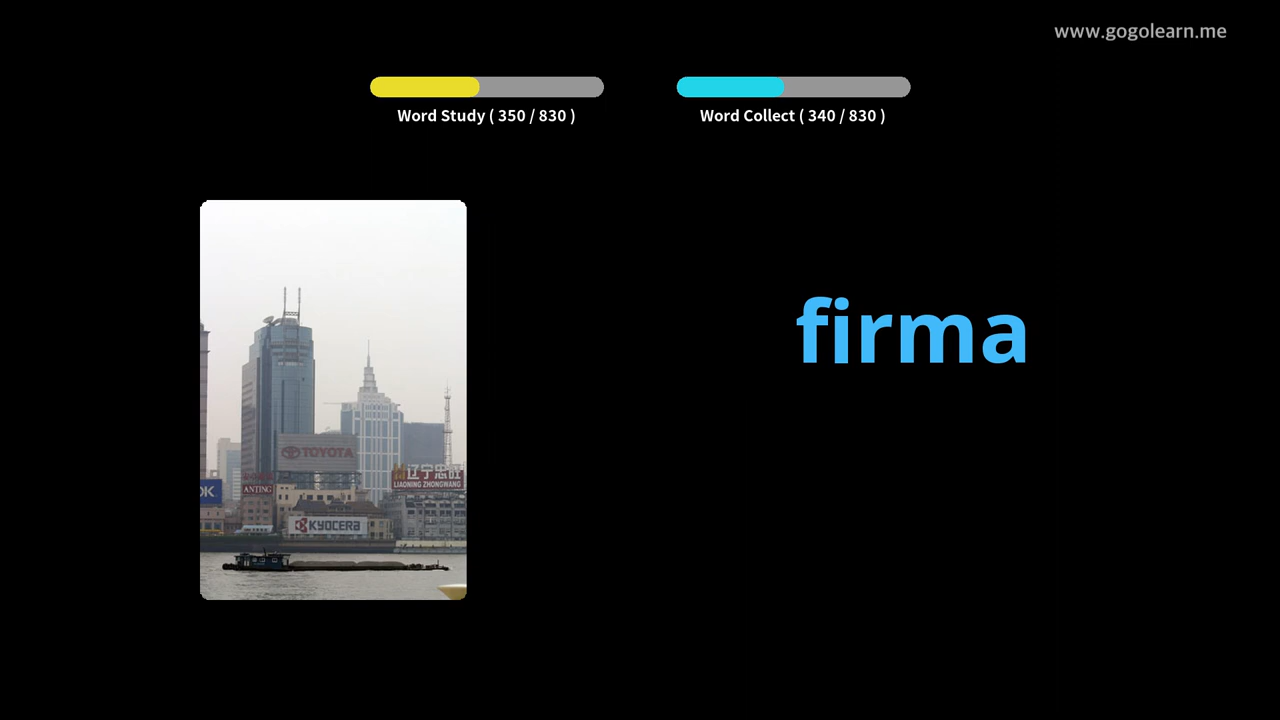 www.gogolearn.me
Word Study ( 350 / 830 )
Word Collect ( 340 / 830 )
firma
TOYOTA
辽宁忠旺
LIAONING ZHONGWANG
OK
ANTING
KYOCERA